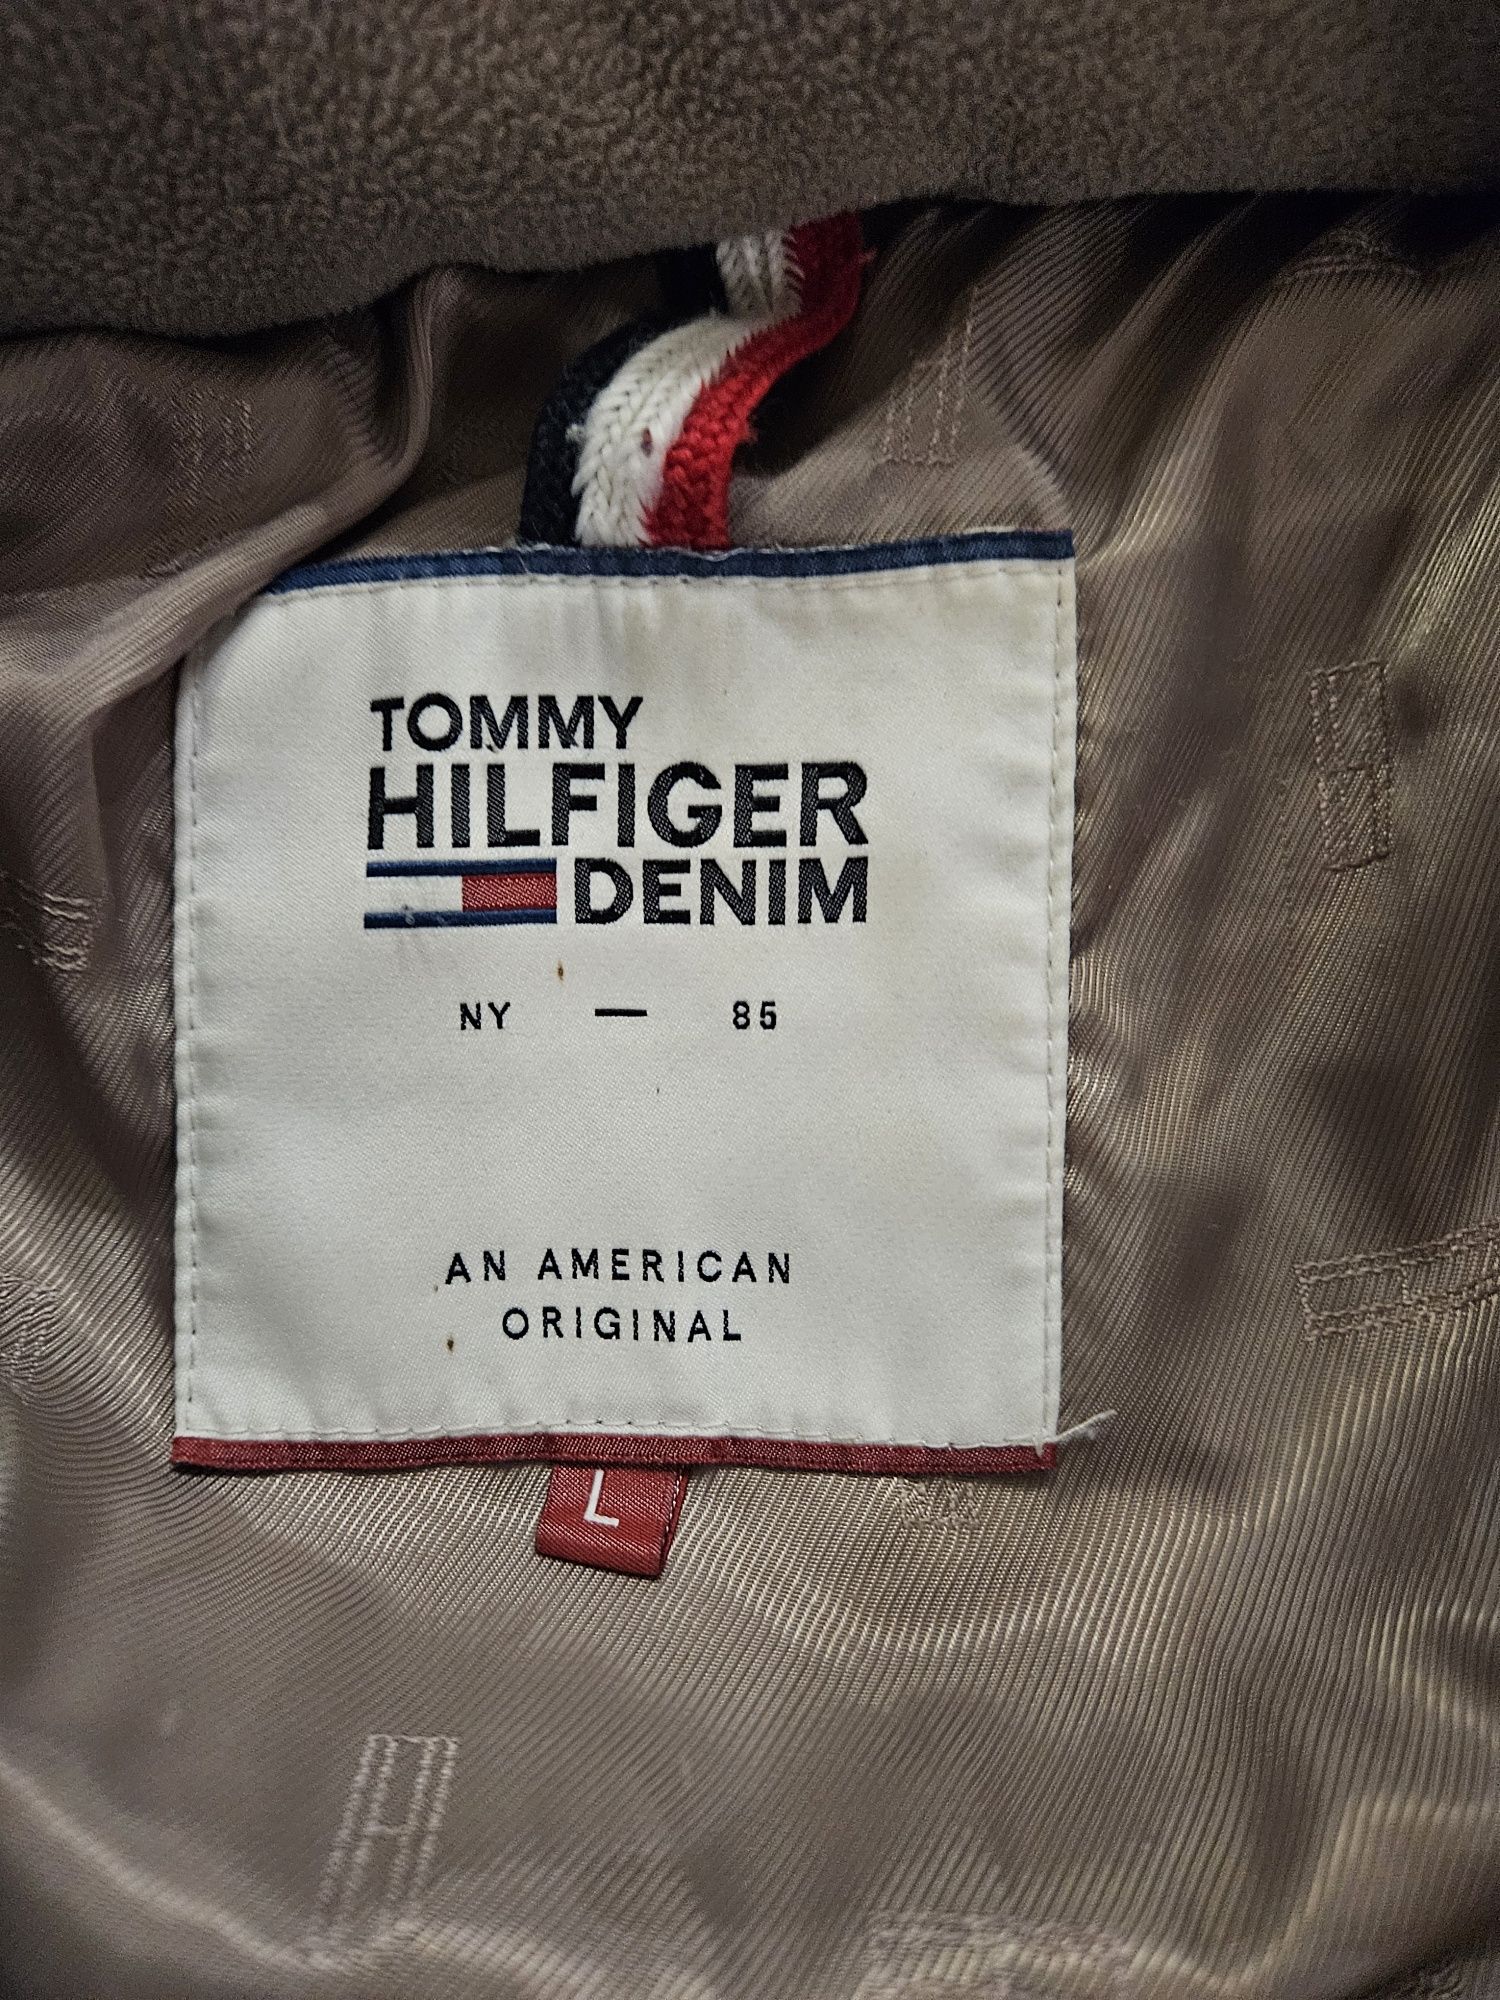 TOMMY
HILFIGER
DENIM
NY — 85
AN AMERICAN
ORIGINAL
L